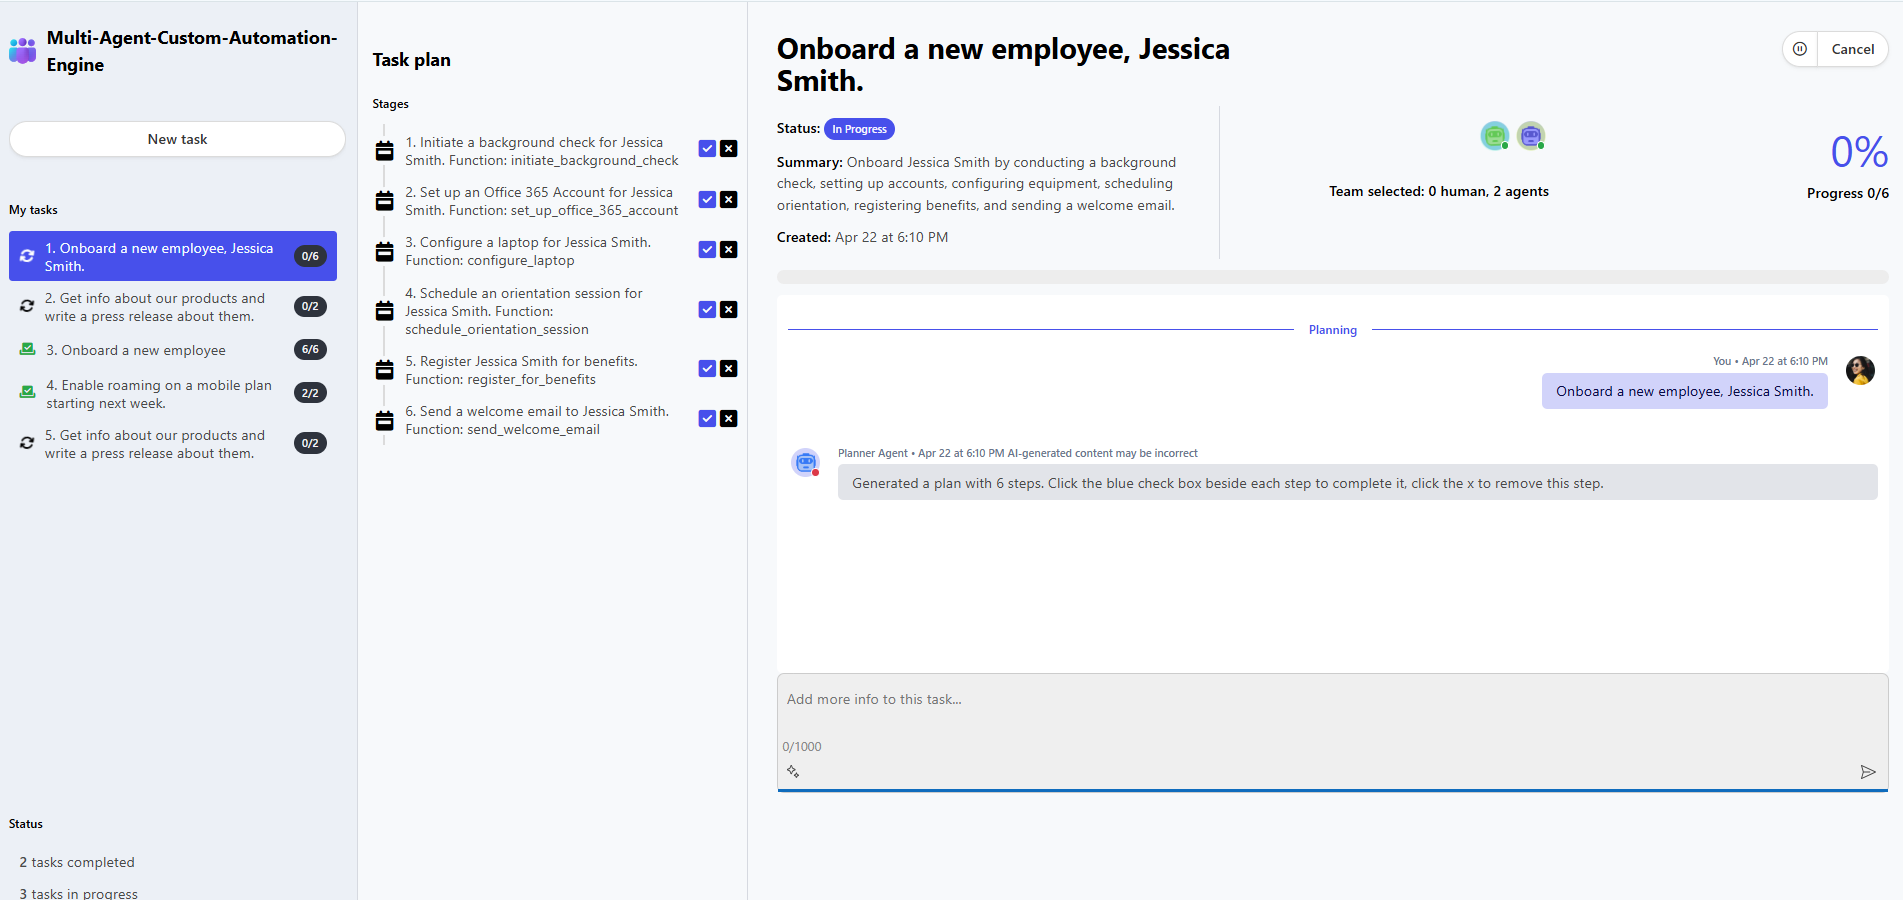 Multi-Agent-Custom-Automation-
Engine
New task
My tasks
1. Onboard a new employee, Jessica
Smith.
0/6
2. Get info about our products and
write a press release about them.
0/2
3. Onboard a new employee
6/6
4. Enable roaming on a mobile plan
starting next week.
2/2
5. Get info about our products and
write a press release about them.
0/2
Status
2 tasks completed
3 tasks in progress
Task plan
Stages
1. Initiate a background check for Jessica
Smith. Function: initiate_background_check
2. Set up an Office 365 Account for Jessica
Smith. Function: set_up_office_365_account
3. Configure a laptop for Jessica Smith.
Function: configure_laptop
4. Schedule an orientation session for
Jessica Smith. Function:
schedule_orientation_session
5. Register Jessica Smith for benefits.
Function: register_for_benefits
6. Send a welcome email to Jessica Smith.
Function: send_welcome_email
Onboard a new employee, Jessica
Smith.
Cancel
Status: In Progress
Summary: Onboard Jessica Smith by conducting a background
check, setting up accounts, configuring equipment, scheduling
orientation, registering benefits, and sending a welcome email.
Created: Apr 22 at 6:10 PM
Team selected: 0 human, 2 agents
0%
Progress 0/6
Planning
You • Apr 22 at 6:10 PM
Onboard a new employee, Jessica Smith.
Planner Agent • Apr 22 at 6:10 PM AI-generated content may be incorrect
Generated a plan with 6 steps. Click the blue check box beside each step to complete it, click the x to remove this step.
Add more info to this task...
0/1000